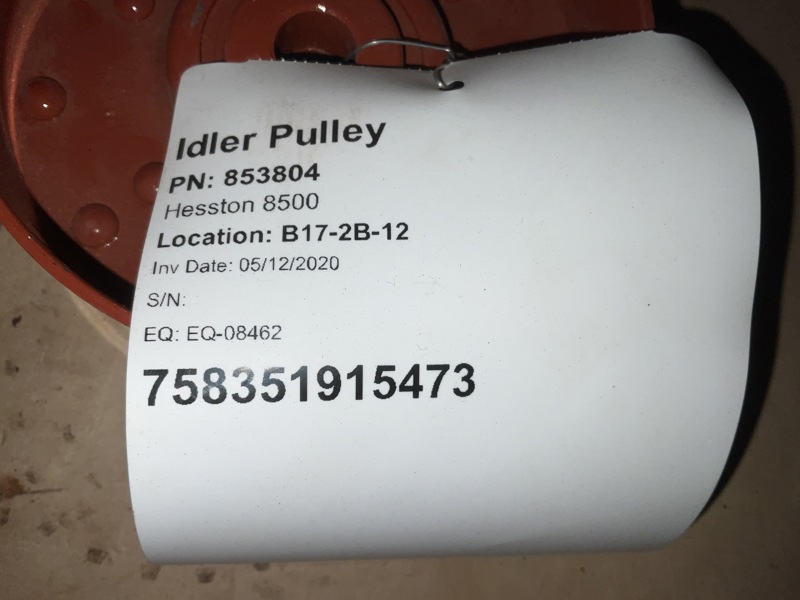 Idler Pulley
PN: 853804
Hesston 8500
Location: B17-2B-12
Inv Date: 05/12/2020
S/N:
EQ: EQ-08462
758351915473